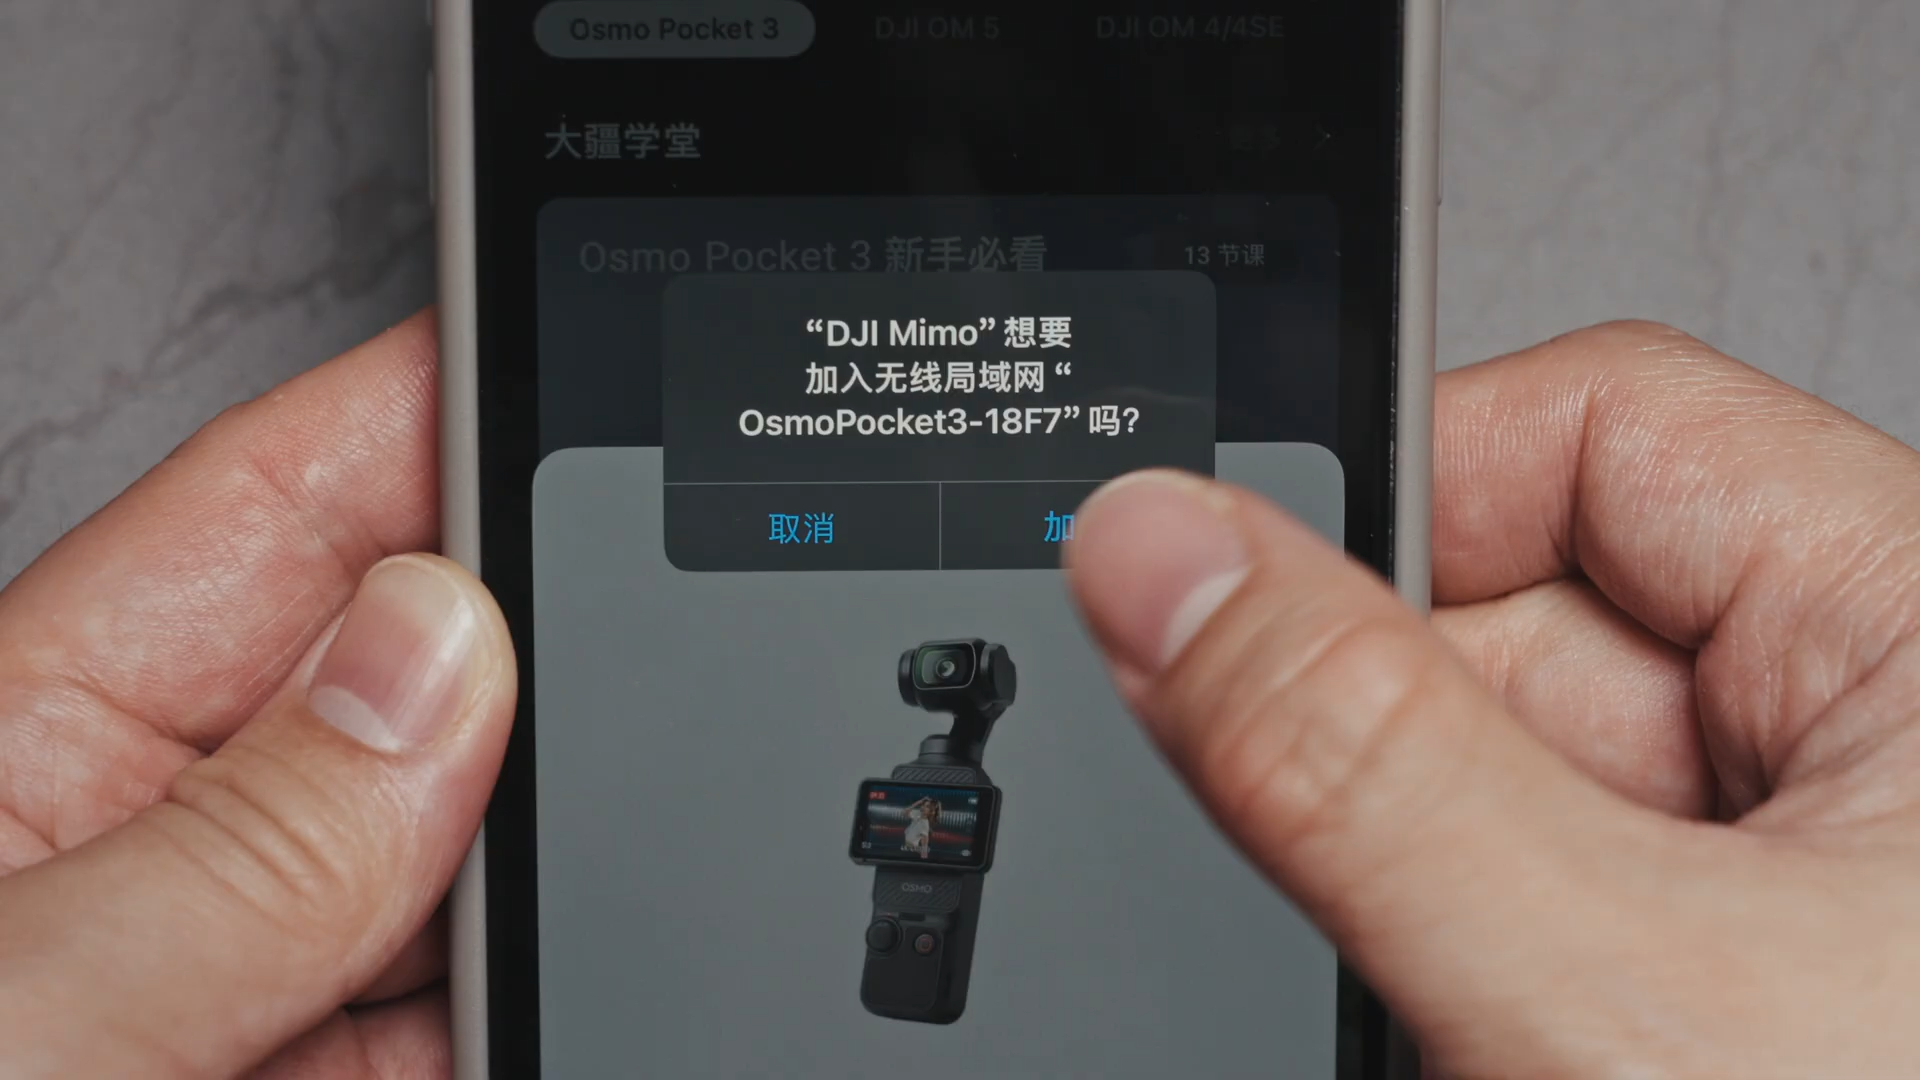 Osmo Pocket 3
DJI OM 5
DJI OM 4/4SE
大疆学堂
更多
Osmo Pocket 3 新手必看
13 节课
“DJI Mimo” 想要
加入无线局域网 “
OsmoPocket3-18F7” 吗?
取消
加
OSMO